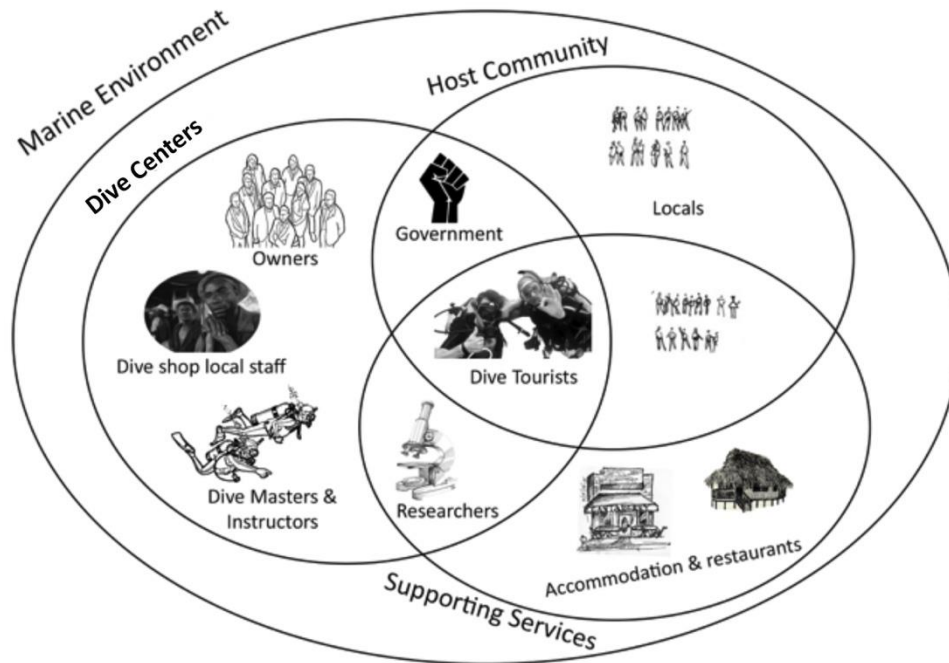 Marine Environment
Host Community
Dive Centers
Locals
Government
Owners
Dive shop local staff
Dive Tourists
Dive Masters &
Instructors
Researchers
Accommodation & restaurants
Supporting Services